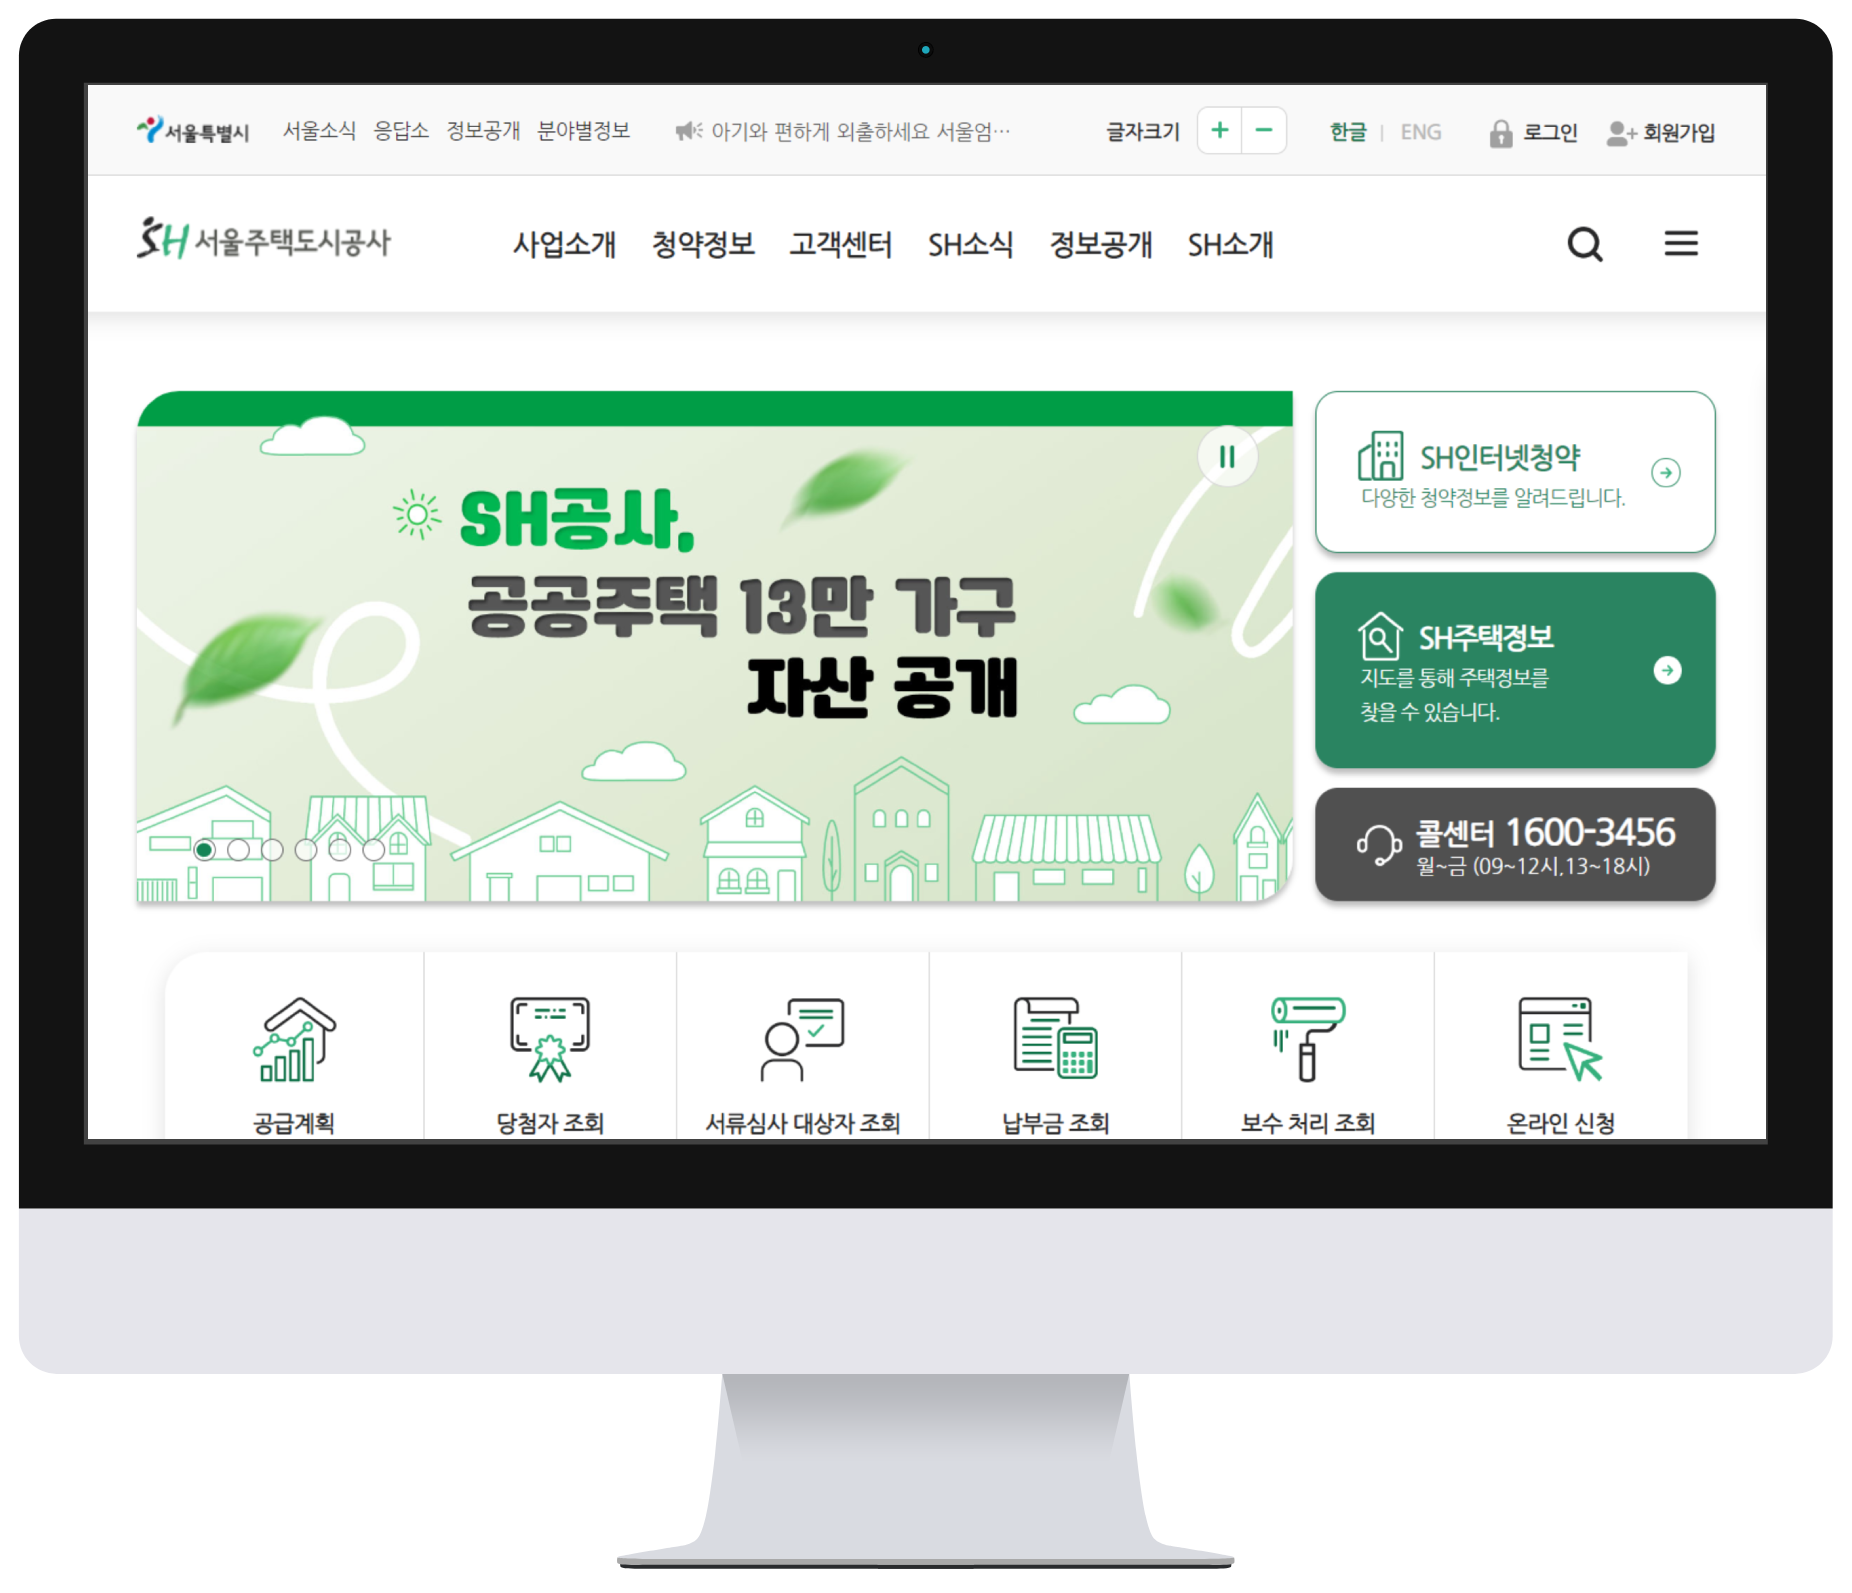 서울특별시 서울소식 응답소 정보공개 분야별정보 아기와 편하게 외출하세요 서울엄… 글자크기 + − 한글 | ENG 로그인 회원가입
SH 서울주택도시공사 사업소개 청약정보 고객센터 SH소식 정보공개 SH소개
SH공사,
공공주택 13만 가구
자산 공개
SH인터넷청약
다양한 청약정보를 알려드립니다.
SH주택정보
지도를 통해 주택정보를
찾을 수 있습니다.
콜센터 1600-3456
월~금 (09~12시,13~18시)
공급계획 당첨자 조회 서류심사 대상자 조회 납부금 조회 보수 처리 조회 온라인 신청